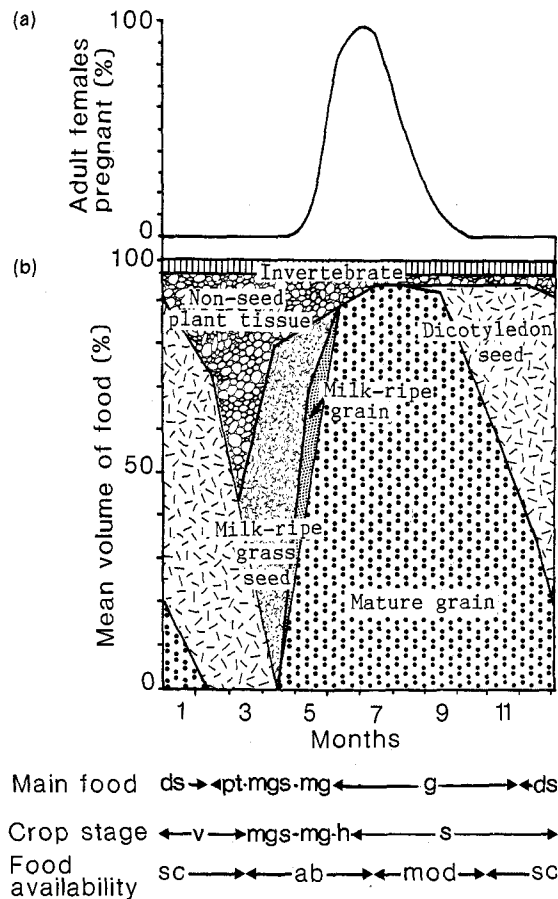 (a)
Adult females
pregnant (%)
100
0
(b)
Mean volume of food (%)
100
50
0
Invertebrate
Non-seed
plant tissue
Dicotyledon
seed
Milk-ripe
grain
Milk-ripe
grass
seed
Mature grain
1 3 5 7 9 11
Months
Main food ds pt·mgs·mg g ds
Crop stage v mgs·mg·h s
Food
availability sc ab mod sc